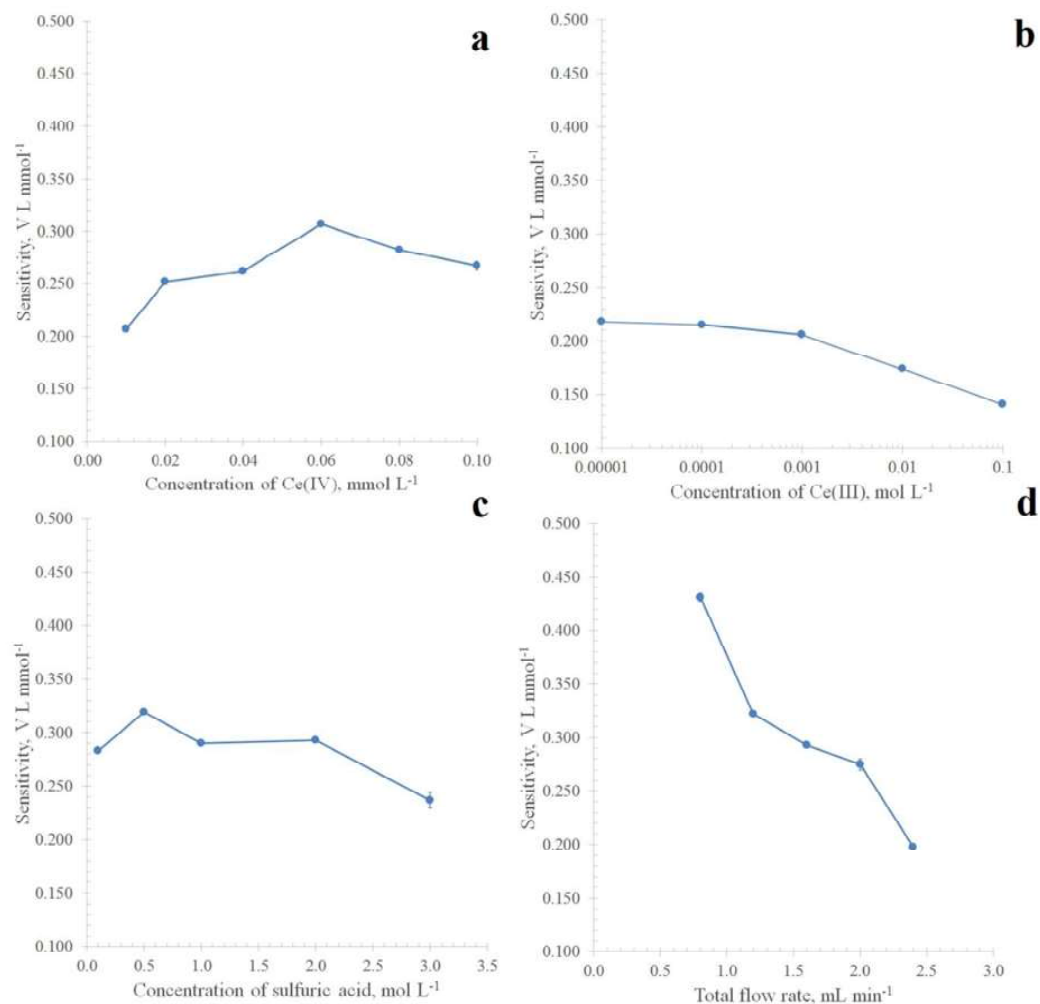 a
0.500
0.450
0.400
0.350
0.300
0.250
0.200
0.150
0.100
Sensitivity, V L mmol-1
0.00 0.02 0.04 0.06 0.08 0.10
Concentration of Ce(IV), mmol L-1
b
0.500
0.450
0.400
0.350
0.300
0.250
0.200
0.150
0.100
Sensivity, V L mmol-1
0.00001 0.0001 0.001 0.01 0.1
Concentration of Ce(III), mol L-1
c
0.500
0.450
0.400
0.350
0.300
0.250
0.200
0.150
0.100
Sensitivity, V L mmol-1
0.0 0.5 1.0 1.5 2.0 2.5 3.0 3.5
Concentration of sulfuric acid, mol L-1
d
0.500
0.450
0.400
0.350
0.300
0.250
0.200
0.150
0.100
Sensitivity, V L mmol-1
0.0 0.5 1.0 1.5 2.0 2.5 3.0
Total flow rate, mL min-1